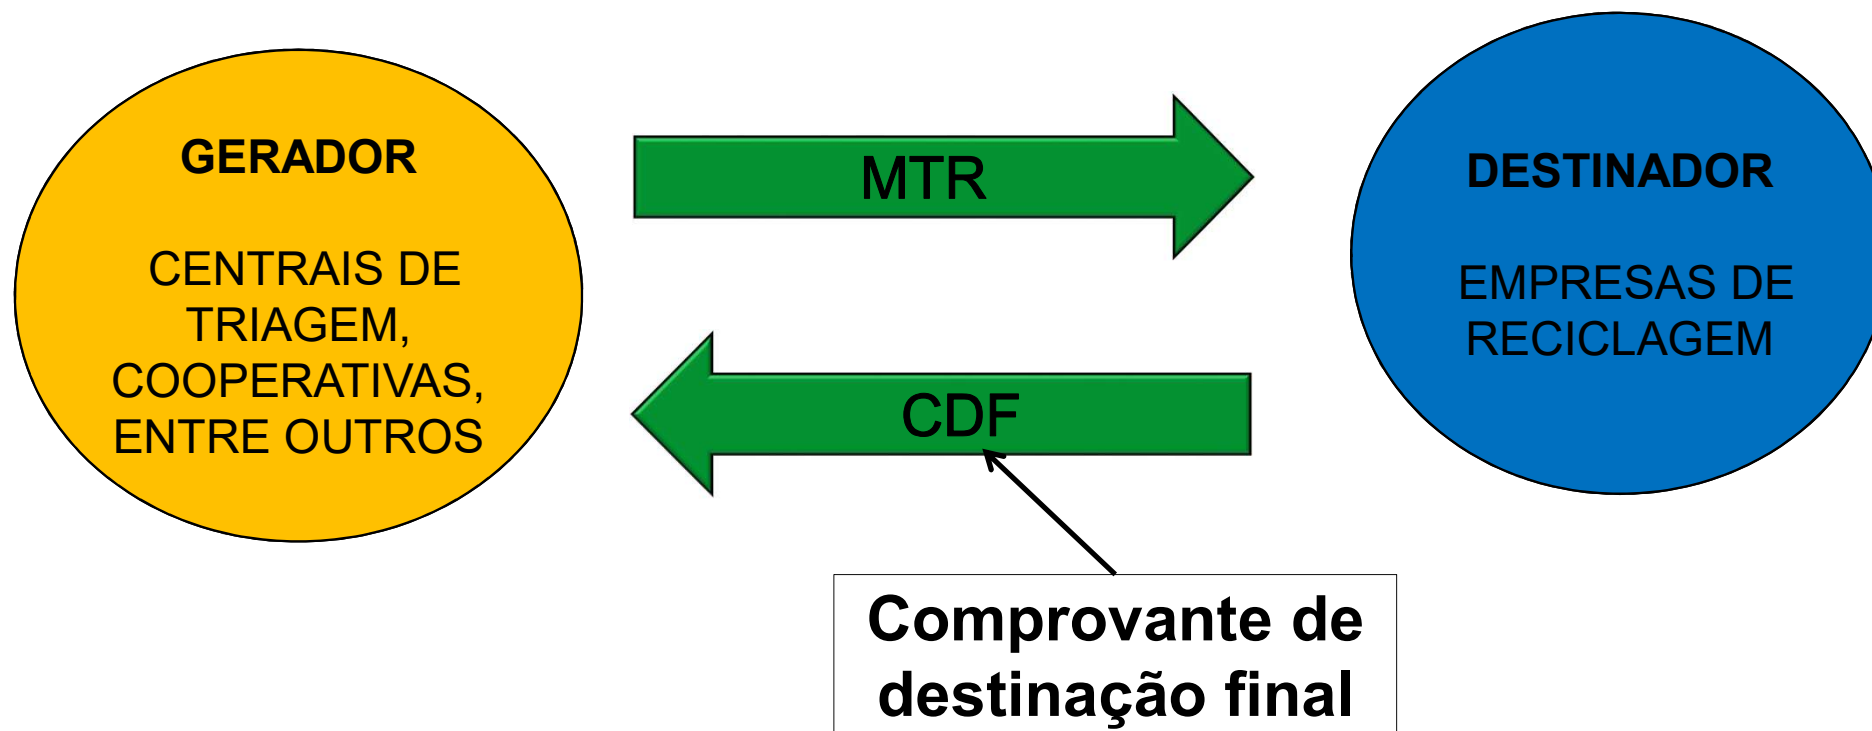 GERADOR
CENTRAIS DE
TRIAGEM,
COOPERATIVAS,
ENTRE OUTROS
MTR
CDF
Comprovante de
destinação final
DESTINADOR
EMPRESAS DE
RECICLAGEM